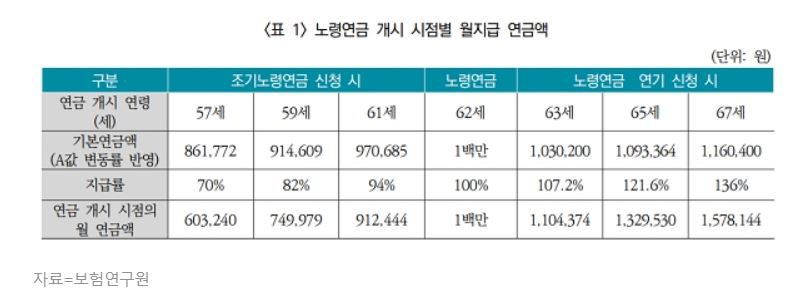 <표 1> 노령연금 개시 시점별 월지급 연금액
(단위: 원)
구분 조기노령연금 신청 시 노령연금 노령연금 연기 신청 시
연금 개시 연령
(세) 57세 59세 61세 62세 63세 65세 67세
기본연금액
(A값 변동률 반영) 861,772 914,609 970,685 1백만 1,030,200 1,093,364 1,160,400
지급률 70% 82% 94% 100% 107.2% 121.6% 136%
연금 개시 시점의
월 연금액 603,240 749,979 912,444 1백만 1,104,374 1,329,530 1,578,144
자료=보험연구원